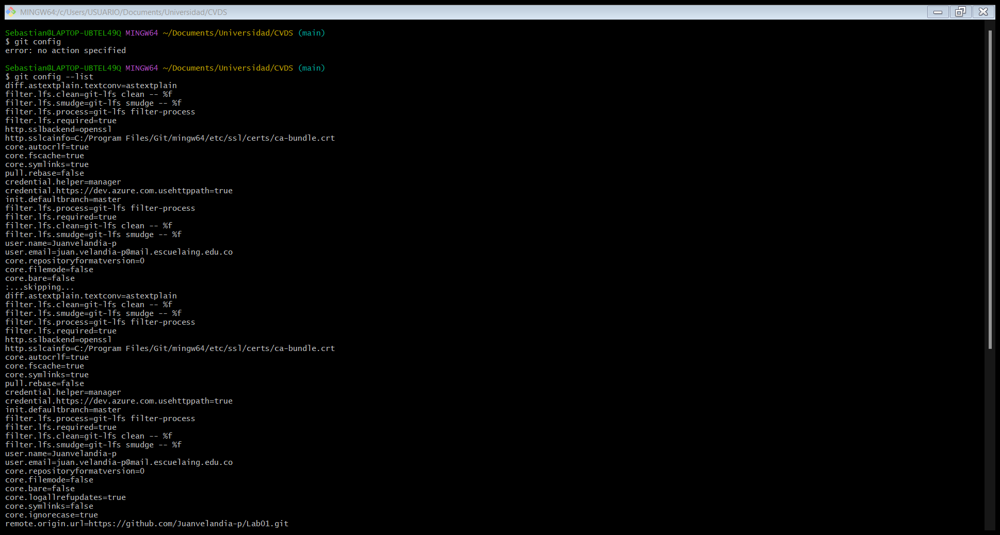 MINGW64:/c/Users/USUARIO/Documents/Universidad/CVDS
Sebastian@LAPTOP-UBTEL49Q MINGW64 ~/Documents/Universidad/CVDS (main)
$ git config
error: no action specified
Sebastian@LAPTOP-UBTEL49Q MINGW64 ~/Documents/Universidad/CVDS (main)
$ git config --list
diff.astextplain.textconv=astextplain
filter.lfs.clean=git-lfs clean -- %f
filter.lfs.smudge=git-lfs smudge -- %f
filter.lfs.process=git-lfs filter-process
filter.lfs.required=true
http.sslbackend=openssl
http.sslcainfo=C:/Program Files/Git/mingw64/etc/ssl/certs/ca-bundle.crt
core.autocrlf=true
core.fscache=true
core.symlinks=true
pull.rebase=false
credential.helper=manager
credential.https://dev.azure.com.usehttppath=true
init.defaultbranch=master
filter.lfs.process=git-lfs filter-process
filter.lfs.required=true
filter.lfs.clean=git-lfs clean -- %f
filter.lfs.smudge=git-lfs smudge -- %f
user.name=Juanvelandia-p
user.email=juan.velandia-p@mail.escuelaing.edu.co
core.repositoryformatversion=0
core.filemode=false
core.bare=false
:...skipping...
diff.astextplain.textconv=astextplain
filter.lfs.clean=git-lfs clean -- %f
filter.lfs.smudge=git-lfs smudge -- %f
filter.lfs.process=git-lfs filter-process
filter.lfs.required=true
http.sslbackend=openssl
http.sslcainfo=C:/Program Files/Git/mingw64/etc/ssl/certs/ca-bundle.crt
core.autocrlf=true
core.fscache=true
core.symlinks=true
pull.rebase=false
credential.helper=manager
credential.https://dev.azure.com.usehttppath=true
init.defaultbranch=master
filter.lfs.process=git-lfs filter-process
filter.lfs.required=true
filter.lfs.clean=git-lfs clean -- %f
filter.lfs.smudge=git-lfs smudge -- %f
user.name=Juanvelandia-p
user.email=juan.velandia-p@mail.escuelaing.edu.co
core.repositoryformatversion=0
core.filemode=false
core.bare=false
core.logallrefupdates=true
core.symlinks=false
core.ignorecase=true
remote.origin.url=https://github.com/Juanvelandia-p/Lab01.git